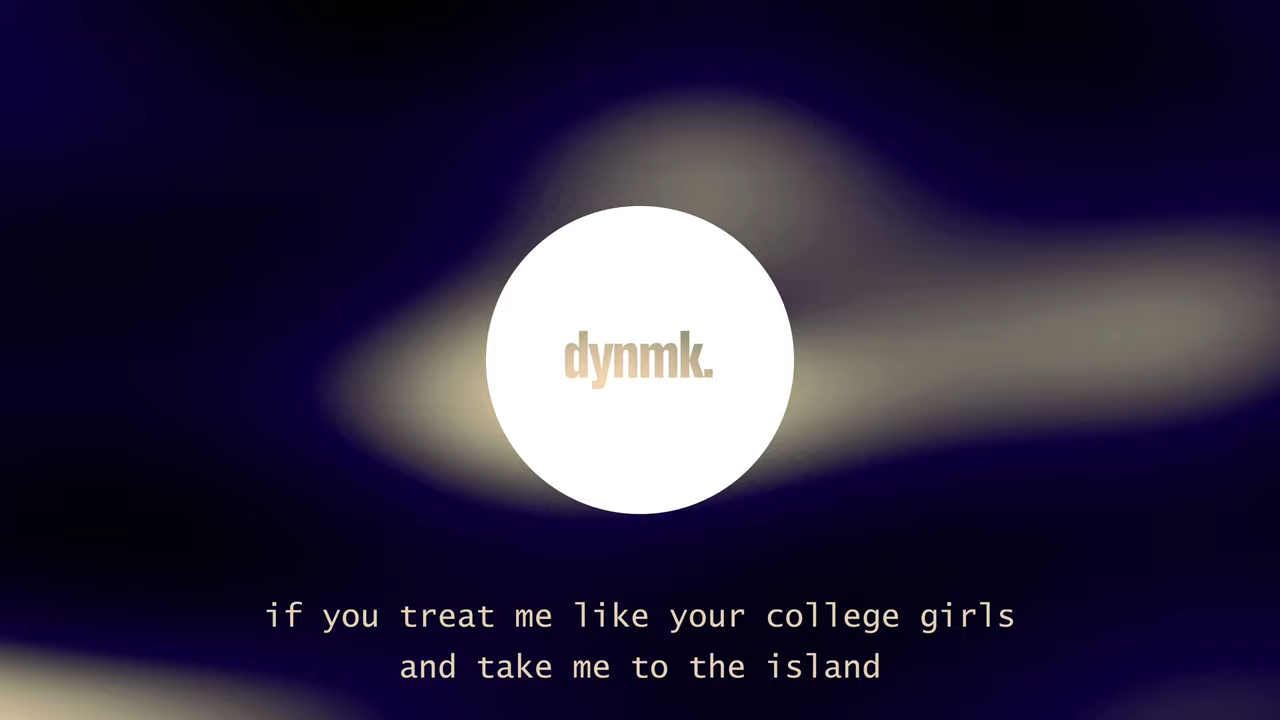 dynmk.
if you treat me like your college girls
and take me to the island